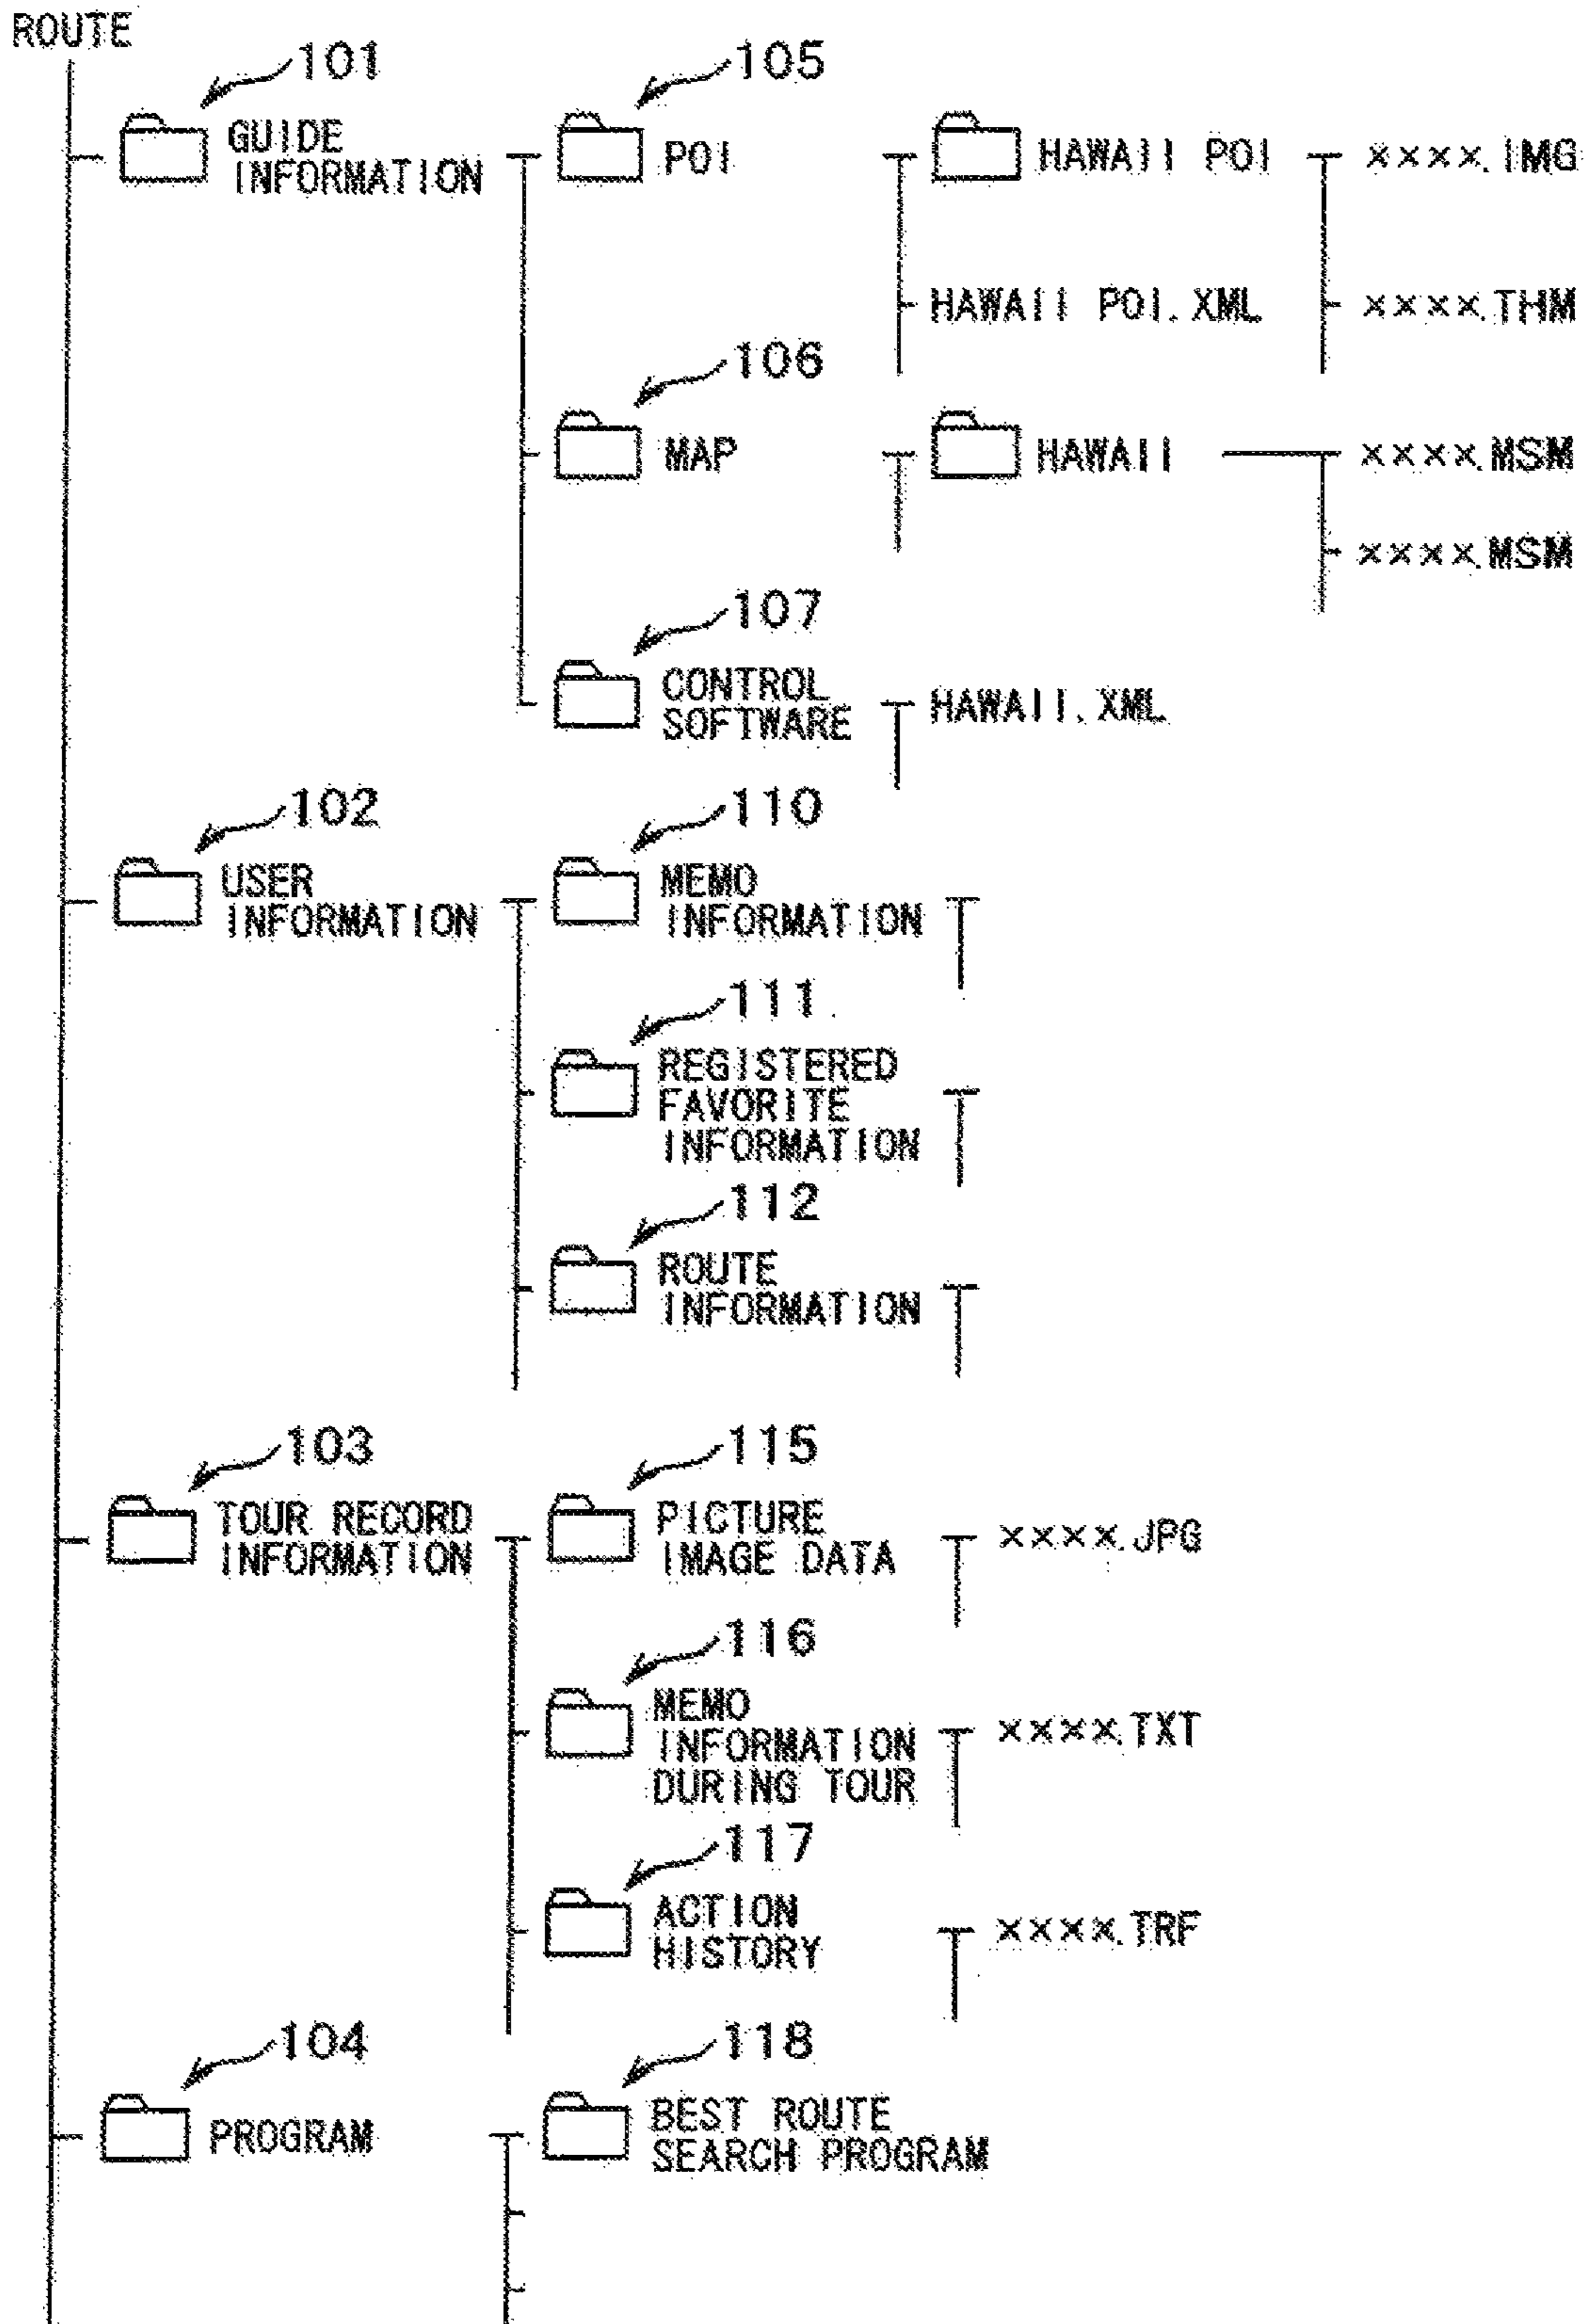 ROUTE
101
GUIDE
INFORMATION
105
POI
HAWAII POI
××××.IMG
HAWAII POI.XML
××××.THM
106
MAP
HAWAII
××××.MSM
××××.MSM
107
CONTROL
SOFTWARE
HAWAII.XML
102
USER
INFORMATION
110
MEMO
INFORMATION
111
REGISTERED
FAVORITE
INFORMATION
112
ROUTE
INFORMATION
103
TOUR RECORD
INFORMATION
115
PICTURE
IMAGE DATA
××××.JPG
116
MEMO
INFORMATION
DURING TOUR
××××.TXT
117
ACTION
HISTORY
××××.TRF
104
PROGRAM
118
BEST ROUTE
SEARCH PROGRAM